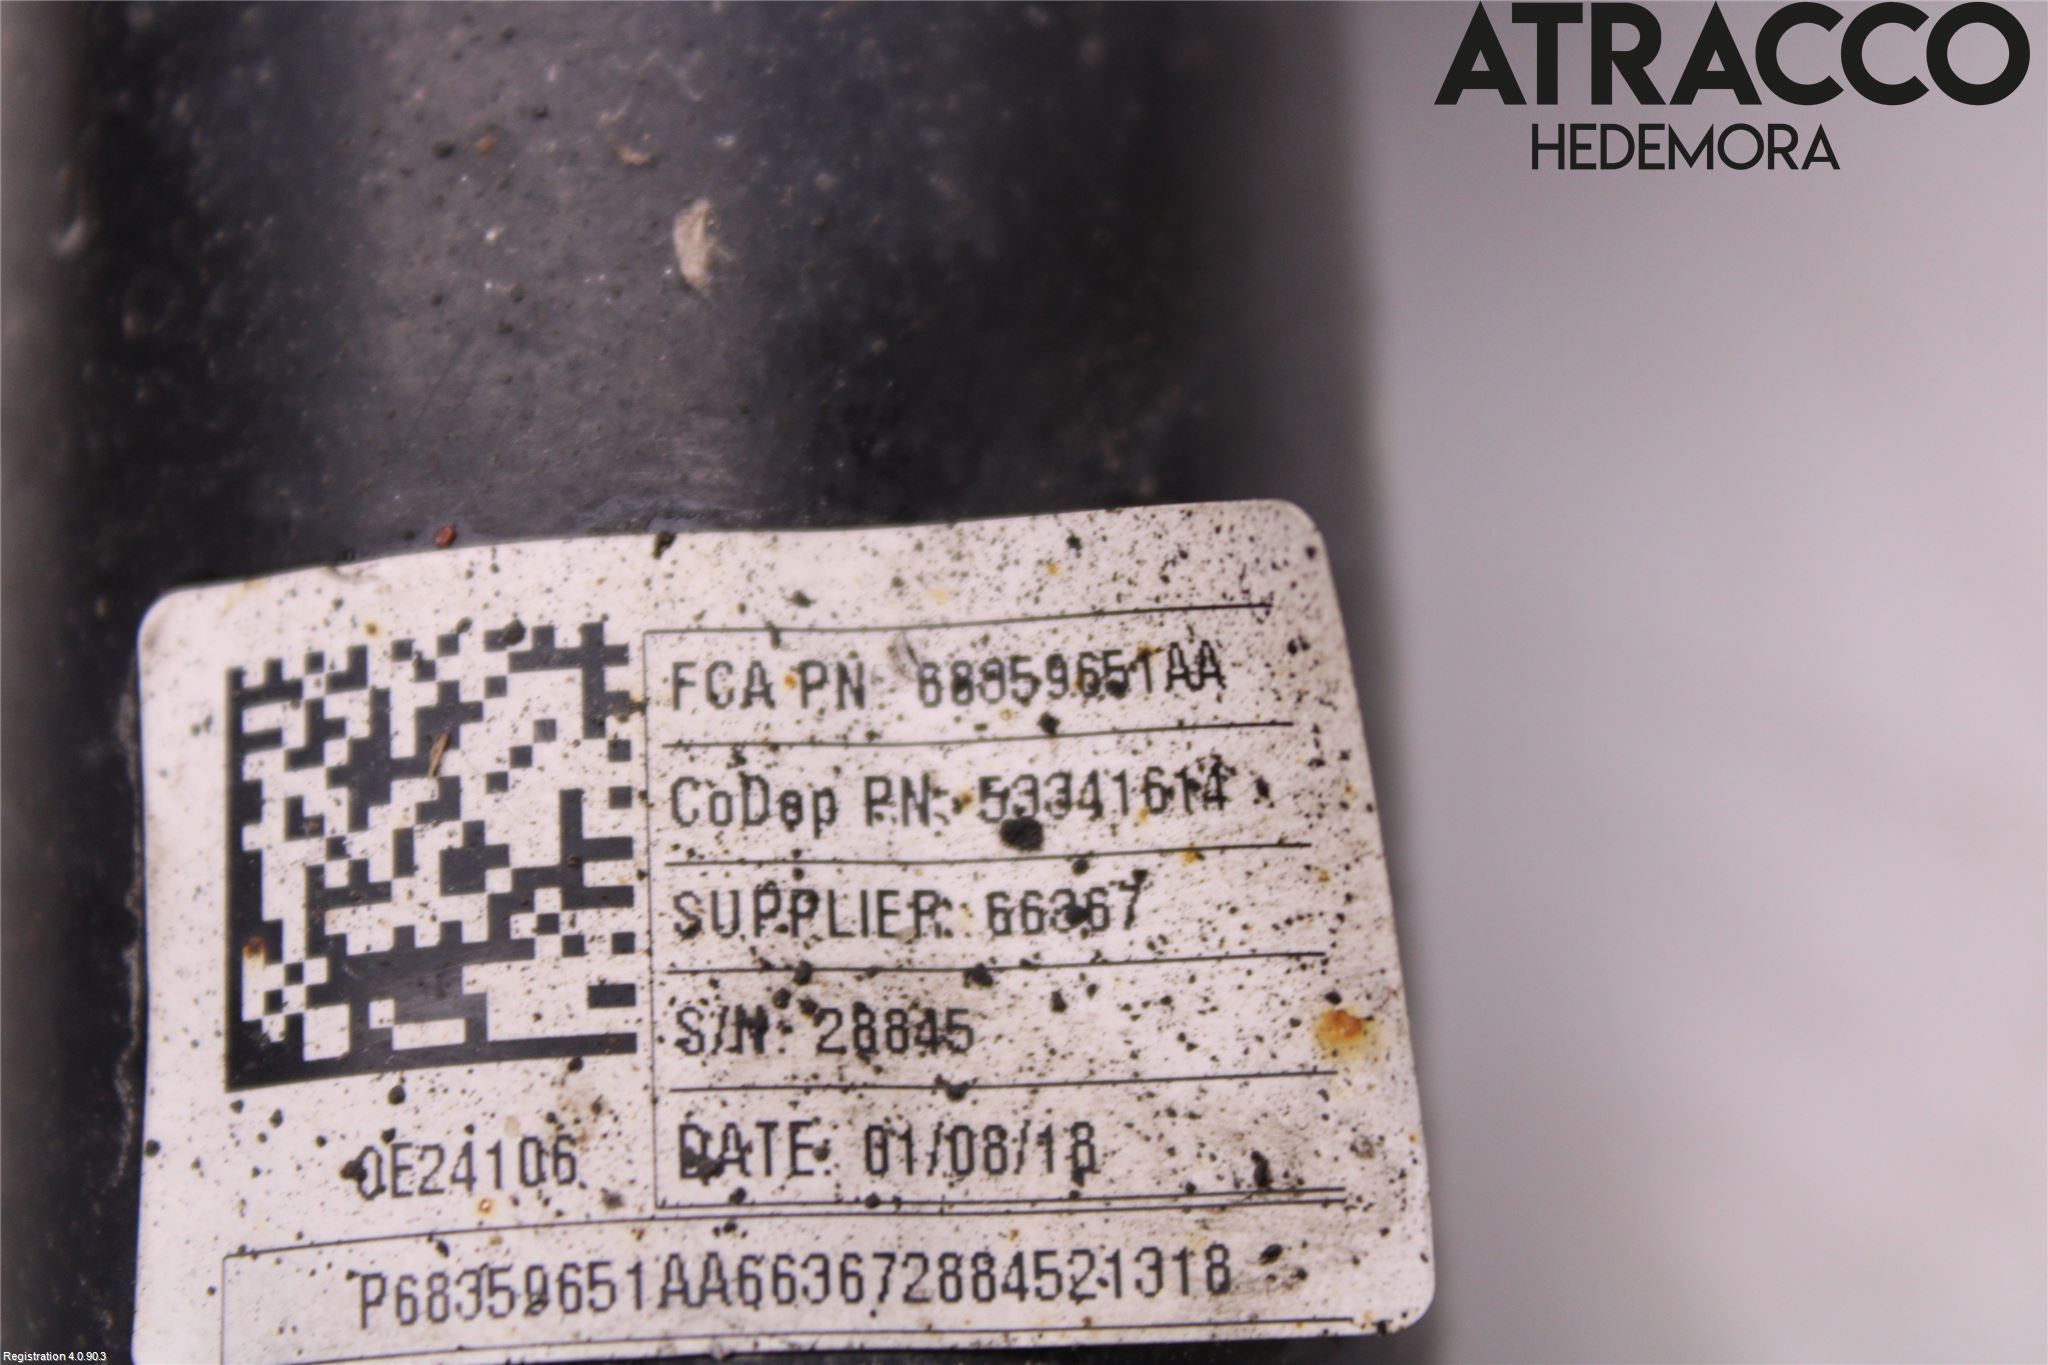 ATRACCO
HEDEMORA
FCA PN 68359651AA
CoDep PN: 53341614
SUPPLIER: 66367
S/N: 28845
DATE: 01/08/18
0E24106
P68359651AA663672884521318
Registration 4.0.90.3